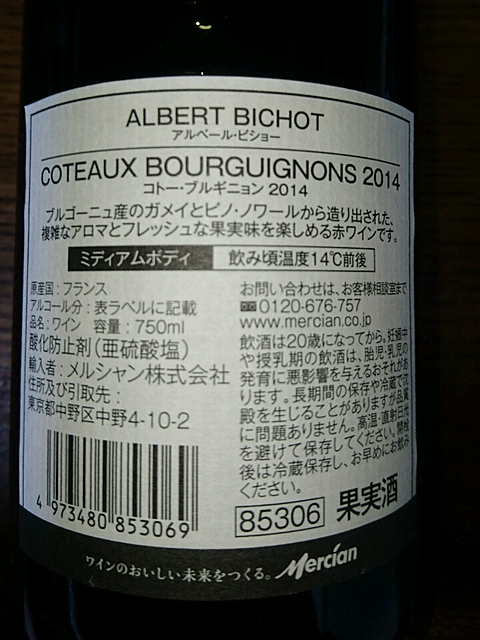 ALBERT BICHOT
アルベール・ビショー
COTEAUX BOURGUIGNONS 2014
コトー・ブルギニョン 2014
ブルゴーニュ産のガメイとピノ・ノワールから造り出された、
複雑なアロマとフレッシュな果実味を楽しめる赤ワインです。
ミディアムボディ 飲み頃温度14℃前後
原産国：フランス
アルコール分：表ラベルに記載
品名：ワイン 容量：750ml
酸化防止剤(亜硫酸塩)
輸入者：メルシャン株式会社
住所及び引取先：
東京都中野区中野4-10-2
お問い合わせは、お客様相談室まで
0120-676-757
www.mercian.co.jp
飲酒は20歳になってから。妊娠中
や授乳期の飲酒は、胎児・乳児の
発育に悪影響を与えるおそれがあ
ります。長期間の保存や冷蔵で沈
殿を生じることがありますが品質
に問題ありません。高温・直射日光
を避けて保存してください。開栓
後は冷蔵保存し、お早めにお飲み
ください。
4 973480 853069
85306 果実酒
ワインのおいしい未来をつくる。 Mercian